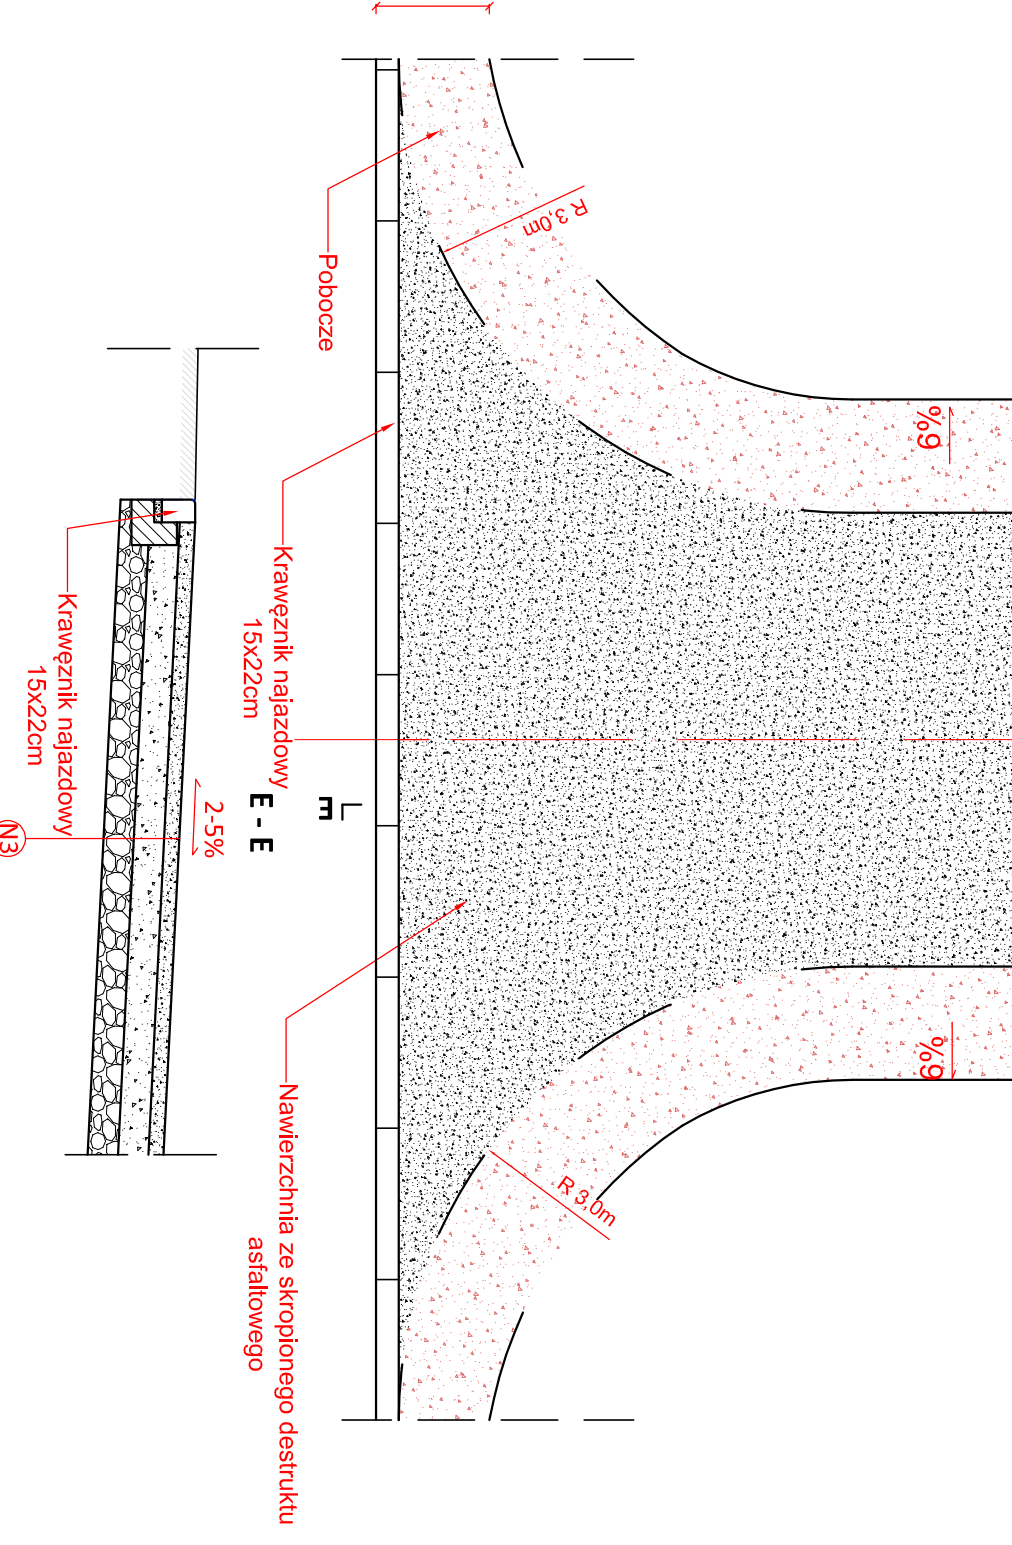 R 3,0m
Pobocze
6%
Krawężnik najazdowy
15x22cm
E
E - E
2-5%
Krawężnik najazdowy
15x22cm
N3
6%
R 3,0m
Nawierzchnia ze skropionego destruktu
asfaltowego